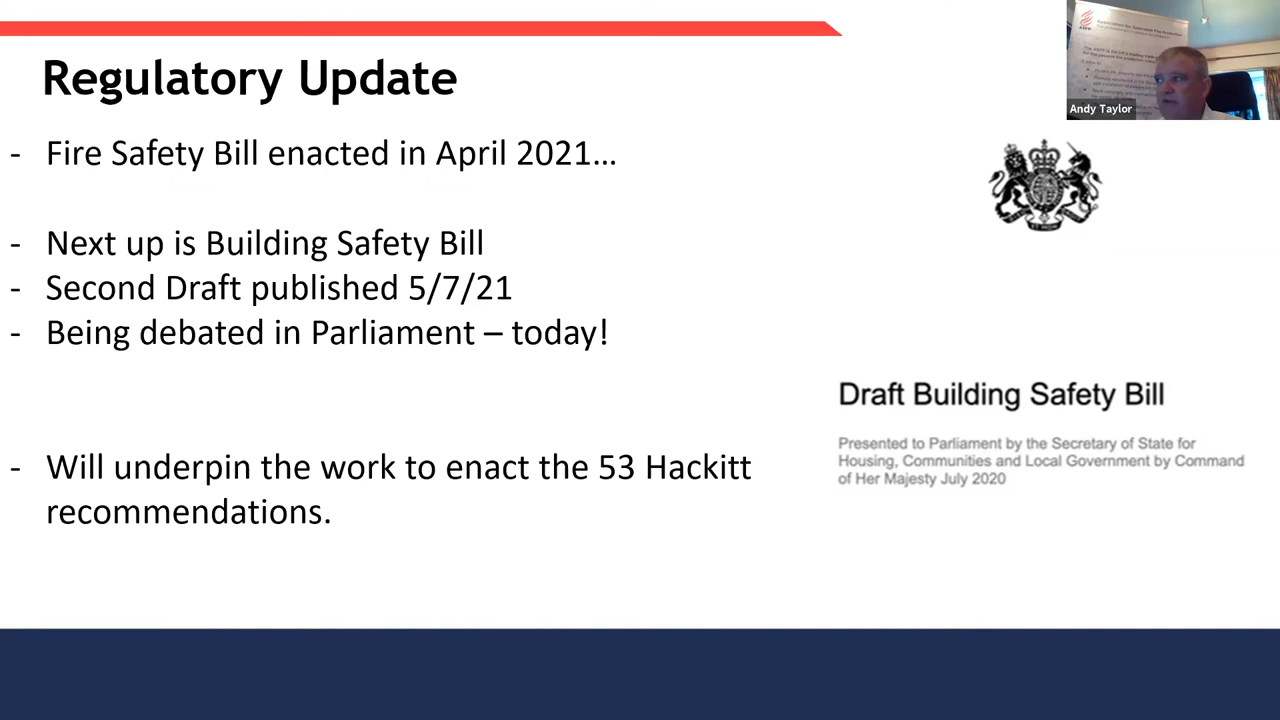 Regulatory Update
- Fire Safety Bill enacted in April 2021…
- Next up is Building Safety Bill
- Second Draft published 5/7/21
- Being debated in Parliament – today!
- Will underpin the work to enact the 53 Hackitt
recommendations.
Andy Taylor
Draft Building Safety Bill
Presented to Parliament by the Secretary of State for
Housing, Communities and Local Government by Command
of Her Majesty July 2020